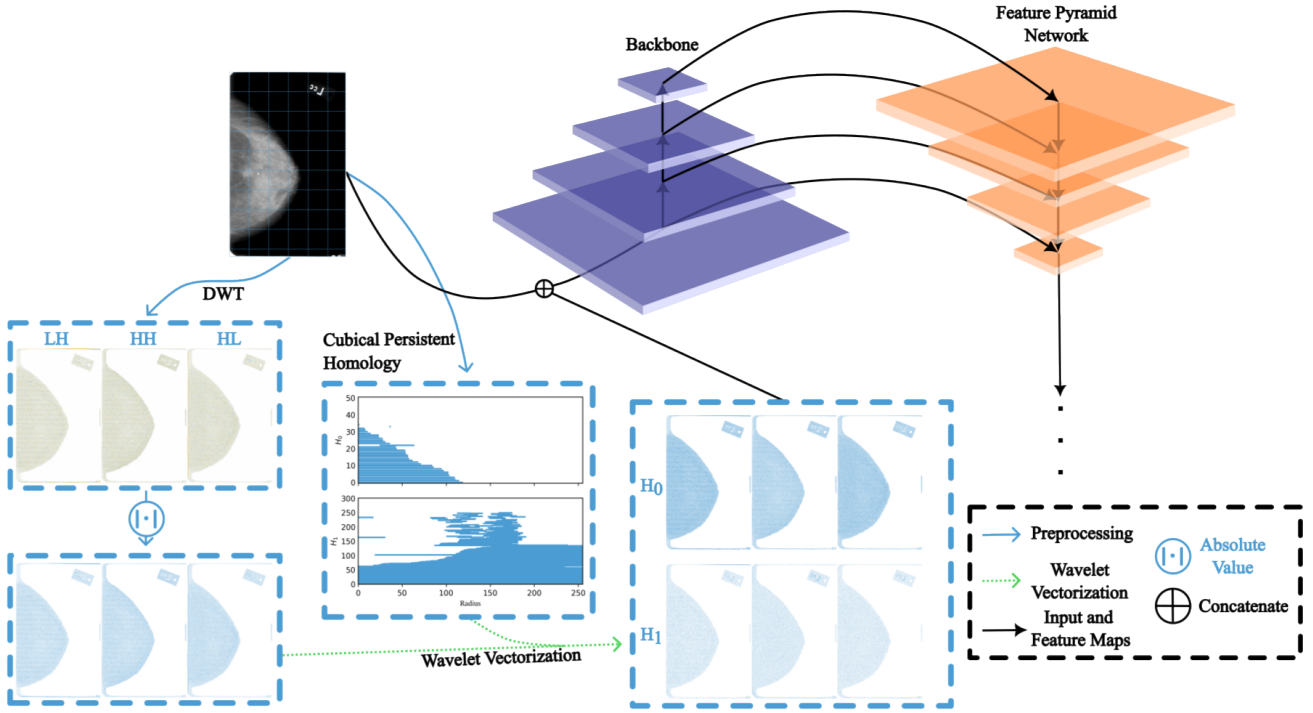 Feature Pyramid
Network
Backbone
Lcc
DWT
LH HH HL
Cubical Persistent
Homology
50
40
30
20
10
0
H0
300
250
200
150
100
50
0
H1
0 50 100 150 200 250
Radius
|·|
H0
H1
Wavelet Vectorization
Preprocessing
Wavelet
Vectorization
Input and
Feature Maps
|·|
Absolute
Value
Concatenate